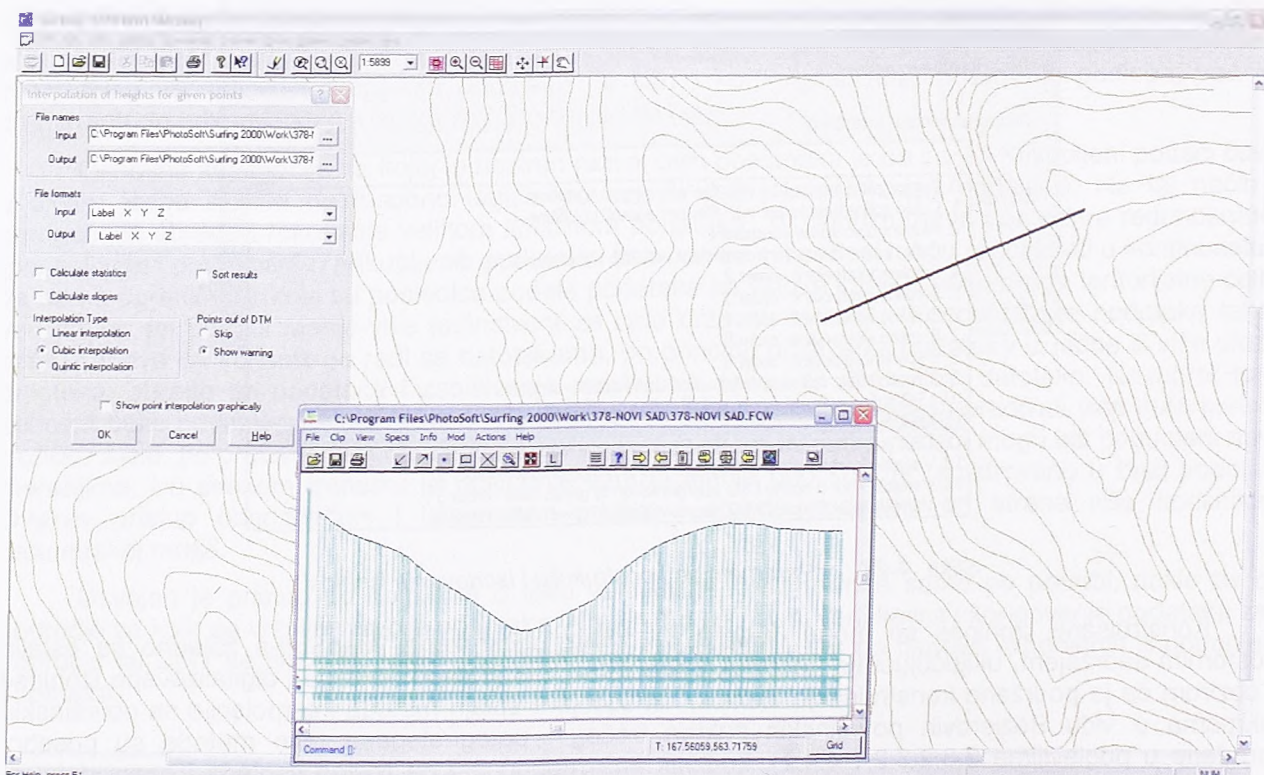 1:5899
Interpolation of heights for given points
File names
Input C:\Program Files\PhotoSoft\Surfing 2000\Work\378-N ...
Output C:\Program Files\PhotoSoft\Surfing 2000\Work\378-N ...
File formats
Input Label X Y Z
Output Label X Y Z
Calculate statistics Sort results
Calculate slopes
Interpolation Type Points out of DTM
Linear interpolation Skip
Cubic interpolation Show warning
Quintic interpolation
Show point interpolation graphically
OK Cancel Help
C:\Program Files\PhotoSoft\Surfing 2000\Work\378-NOVI SAD\378-NOVI SAD.FCW
File Clip View Specs Info Mod Actions Help
Command []: T: 167.56059,563.71759 Grid
For Help, press F1